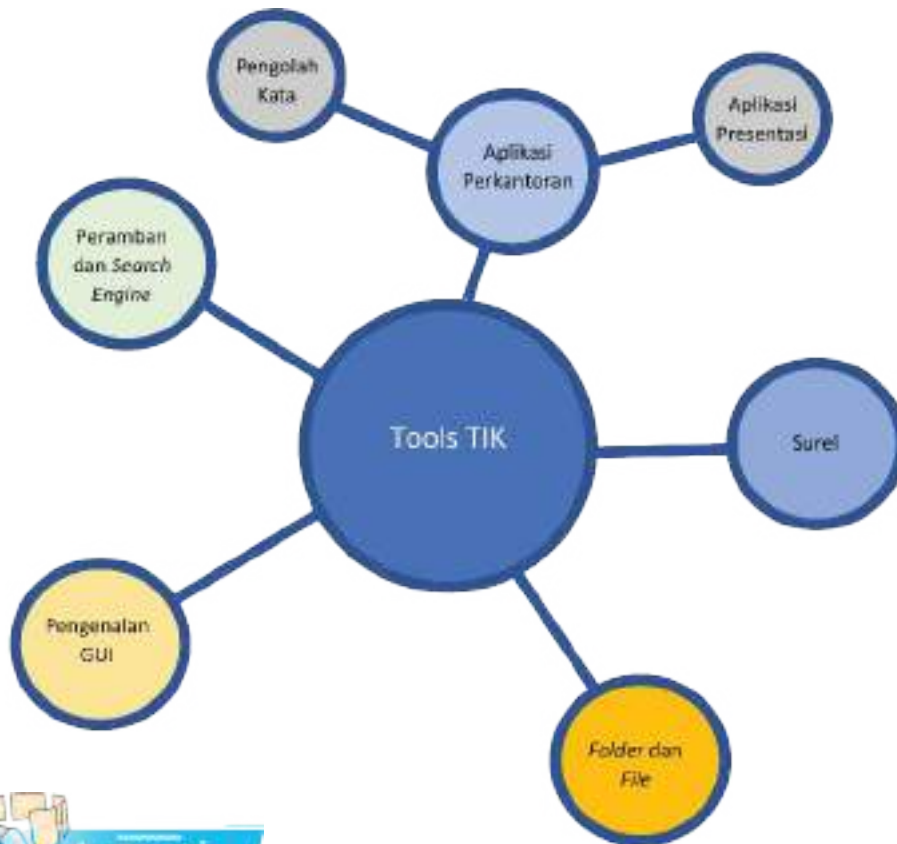 Pengolah
Kata
Aplikasi
Perkantoran
Aplikasi
Presentasi
Peramban
dan Search
Engine
Tools TIK
Surel
Pengenalan
GUI
Folder dan
File